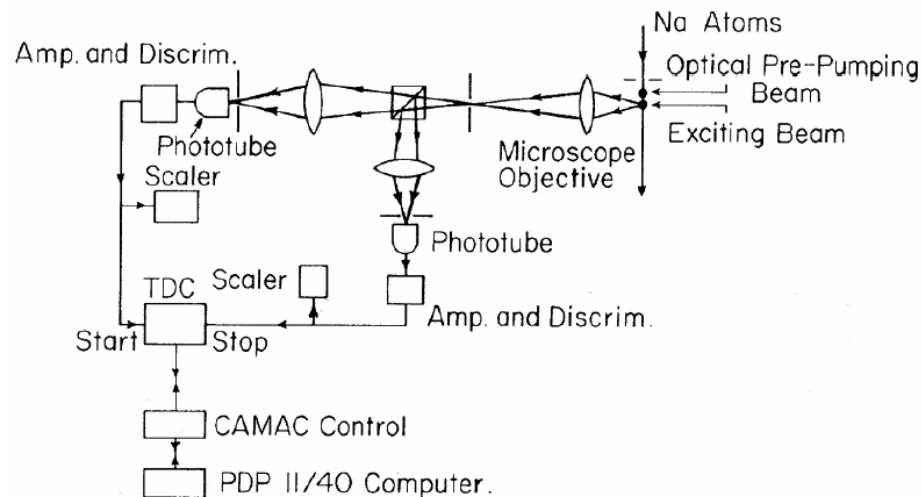 Na Atoms
Amp. and Discrim.
Optical Pre-Pumping
Beam
Exciting Beam
Phototube
Microscope
Objective
Scaler
Phototube
TDC
Scaler
Start
Stop
Amp. and Discrim.
CAMAC Control
PDP 11/40 Computer.